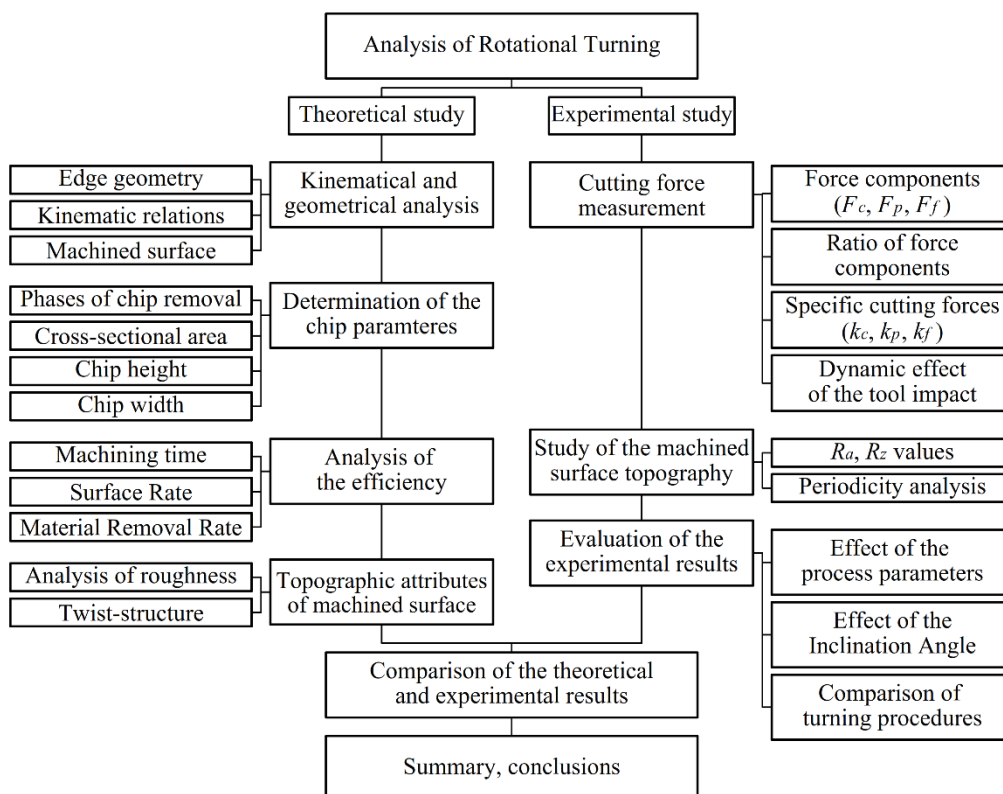 Analysis of Rotational Turning
Theoretical study
Experimental study
Kinematical and
geometrical analysis
Edge geometry
Kinematic relations
Machined surface
Determination of the
chip paramteres
Phases of chip removal
Cross-sectional area
Chip height
Chip width
Analysis of
the efficiency
Machining time
Surface Rate
Material Removal Rate
Topographic attributes
of machined surface
Analysis of roughness
Twist-structure
Cutting force
measurement
Force components
(Fc, Fp, Ff)
Ratio of force
components
Specific cutting forces
(kc, kp, kf)
Dynamic effect
of the tool impact
Study of the machined
surface topography
Ra, Rz values
Periodicity analysis
Evaluation of the
experimental results
Effect of the
process parameters
Effect of the
Inclination Angle
Comparison of
turning procedures
Comparison of the theoretical
and experimental results
Summary, conclusions